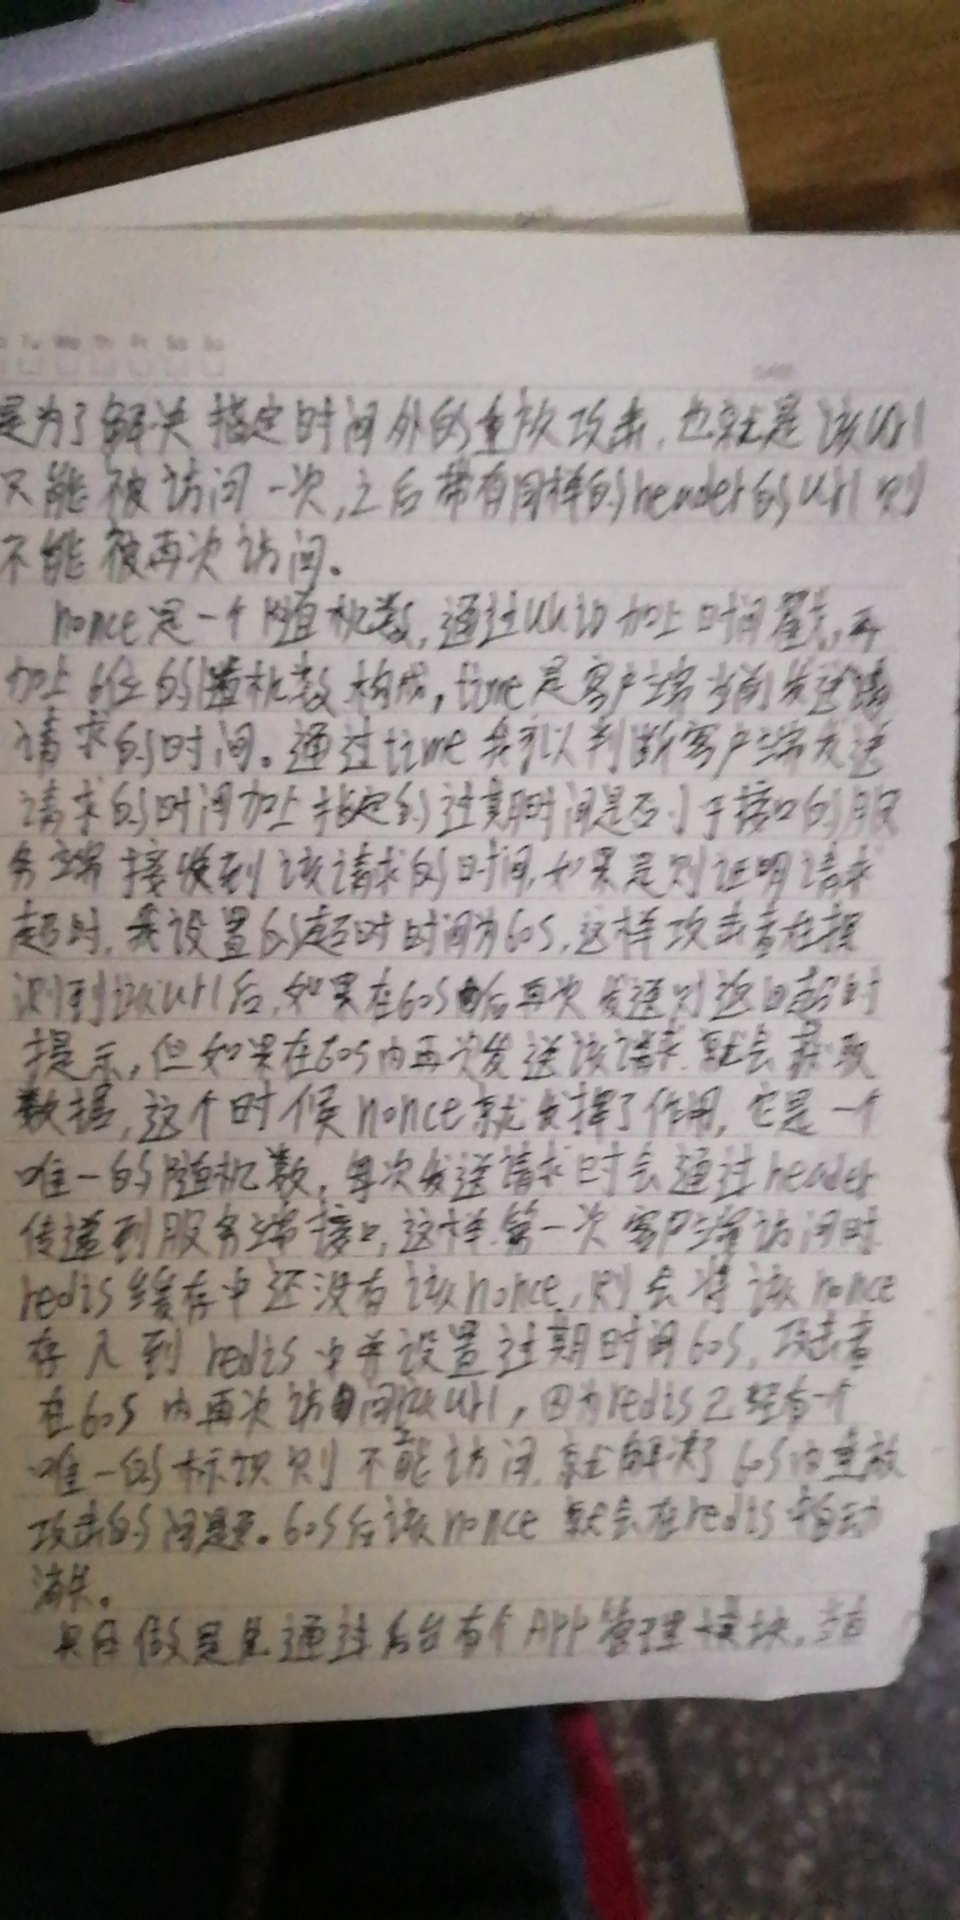 Tu We Th Fr Sa Su
是为了解决指定时间外的重放攻击,也就是该url
只能被访问一次,之后带有同样的header的url则
不能被再次访问。
nonce是一个随机数,通过uuid加上时间戳,再
加上6位的随机数构成,time是客户端当前发送请
请求的时间。通过time我可以判断客户端发送
请求的时间加上指定的过期时间是否小于接口的服
务端接收到该请求的时间,如果是则证明请求
超时,我设置的超时时间为60s,这样攻击者在探
测到该url后,如果在60s后再次发送则返回超时
提示,但如果在60s内再次发送该请求就会获取
数据,这个时候nonce就发挥了作用,它是一个
唯一的随机数,每次发送请求时会通过header
传递到服务端接口,这样第一次客户端访问时
redis缓存中还没有该nonce,则会将该nonce
存入到redis中并设置过期时间60s,攻击者
在60s内再次访问该url,因为redis已经有一个
唯一的标识则不能访问,就解决了60s内重放
攻击的问题。60s后该nonce就会在redis中自动
消失。
具体做是通过后台有个APP管理模块,